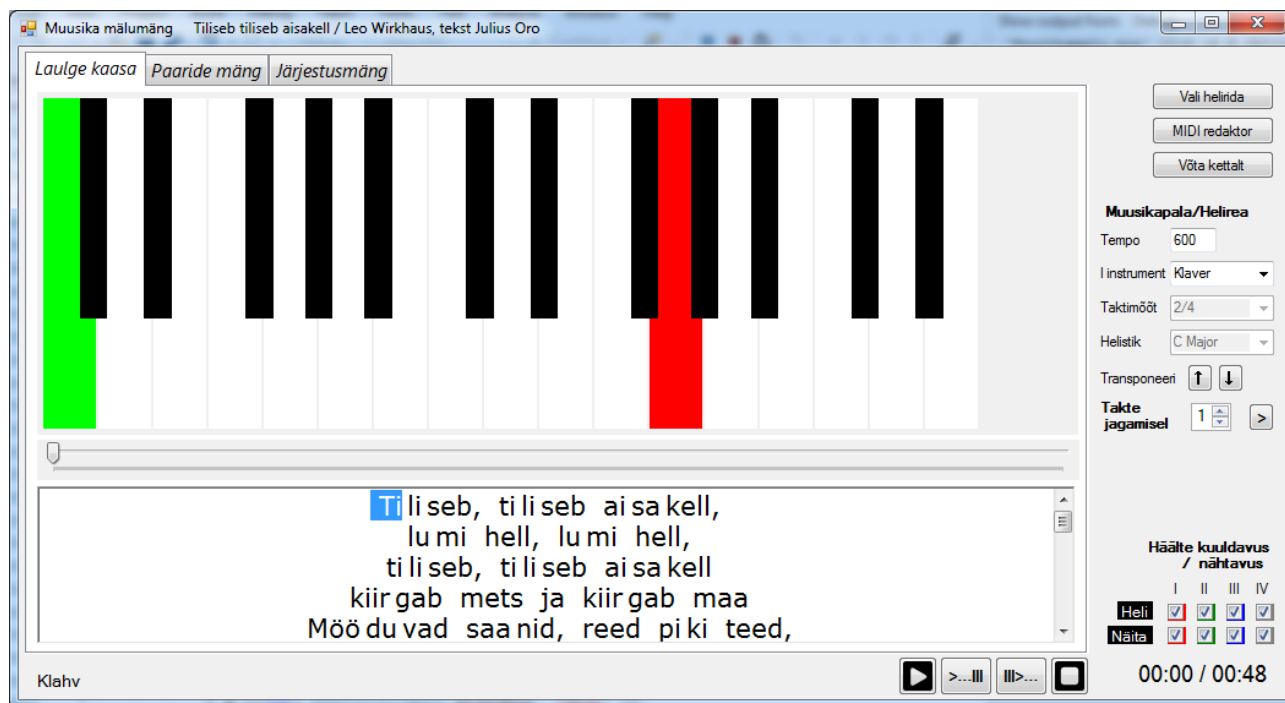 Muusika mälumäng Tiliseb tiliseb aisakell / Leo Wirkhaus, tekst Julius Oro
Laulge kaasa Paaride mäng Järjestusmäng
Vali helirida
MIDI redaktor
Võta kettalt
Muusikapala/Helirea
Tempo 600
I instrument Klaver
Taktimõõt 2/4
Helistik C Major
Transponeeri ↑ ↓
Takte
jagamisel 1 >
Ti li seb, ti li seb ai sa kell,
lu mi hell, lu mi hell,
ti li seb, ti li seb ai sa kell
kiir gab mets ja kiir gab maa
Möö du vad saa nid, reed pi ki teed,
Häälte kuuldavus
/ nähtavus
I II III IV
Heli
Näita
Klahv >...III III>... 00:00 / 00:48